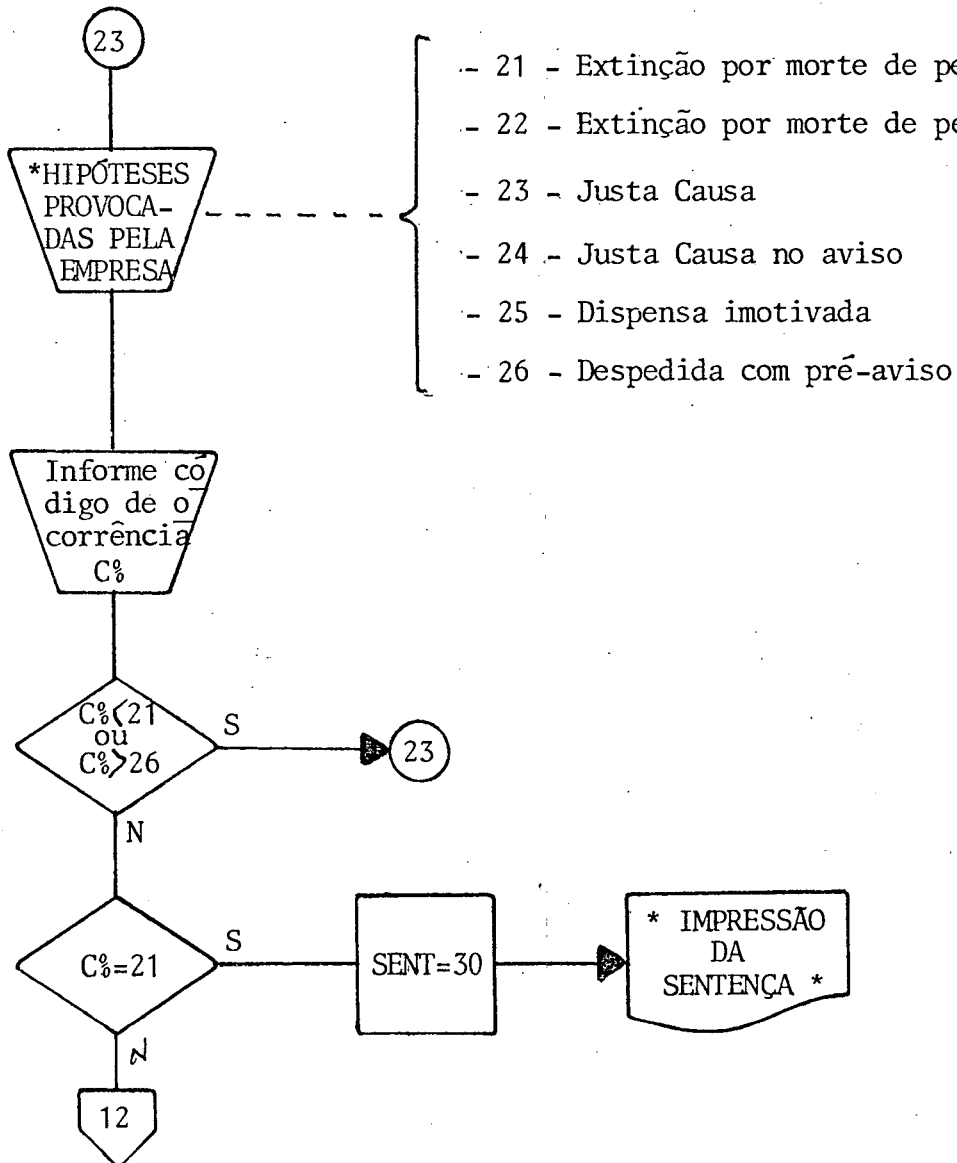 23
- 21 - Extinção por morte de
- 22 - Extinção por morte de
*HIPÓTESES
PROVOCA-
DAS PELA
EMPRESA
- 23 - Justa Causa
- 24 - Justa Causa no aviso
- 25 - Dispensa imotivada
- 26 - Despedida com pré-aviso
Informe có
digo de o
corrência
C%
C%<21
ou
C%>26
S
23
N
C%=21
S
SENT=30
* IMPRESSÃO
DA
SENTENÇA *
N
12